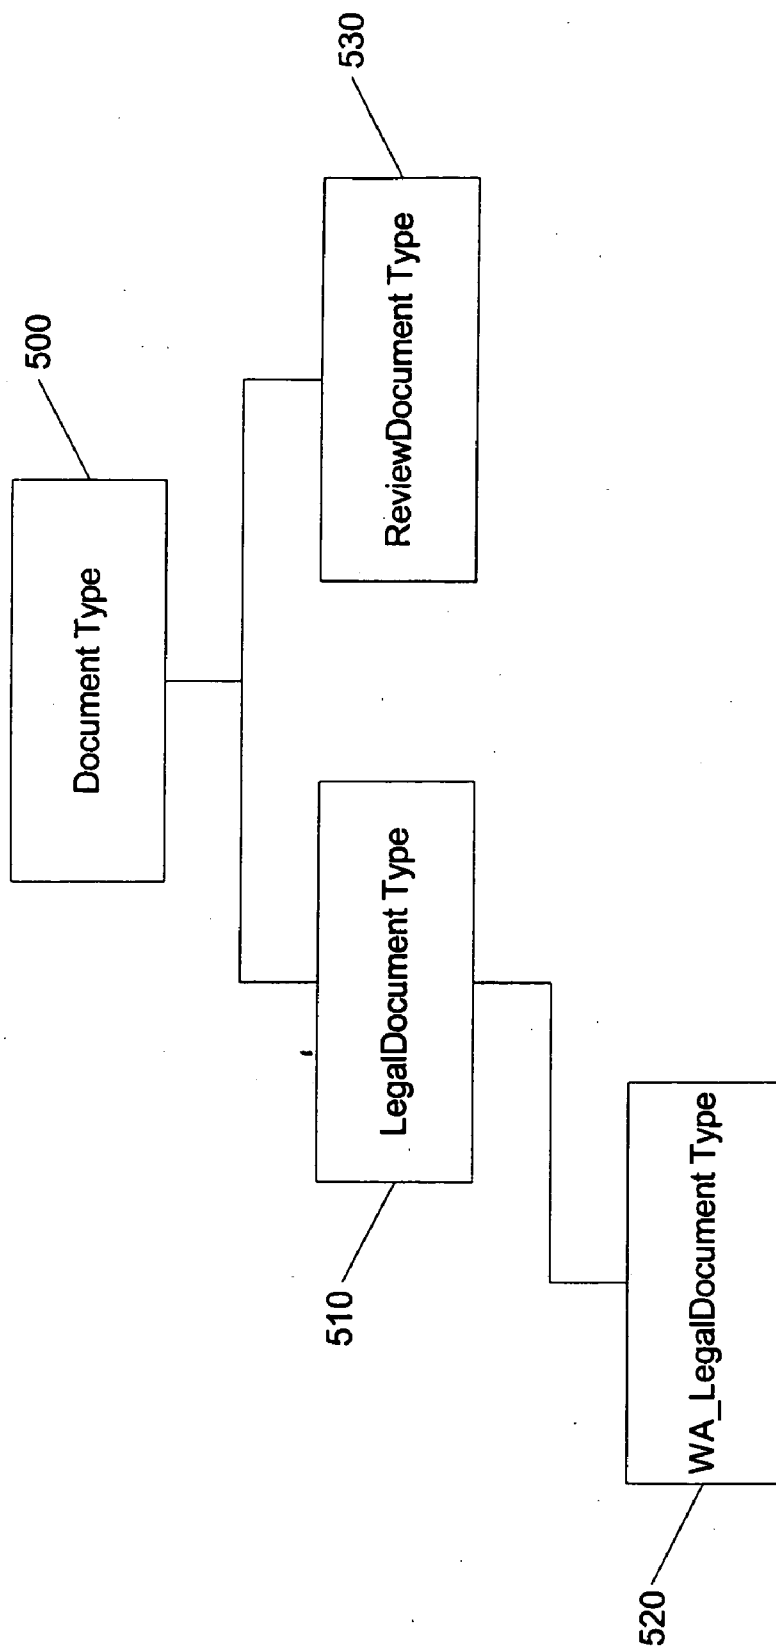 500
Document Type
530
ReviewDocument Type
LegalDocument Type
510
WA_LegalDocument Type
520